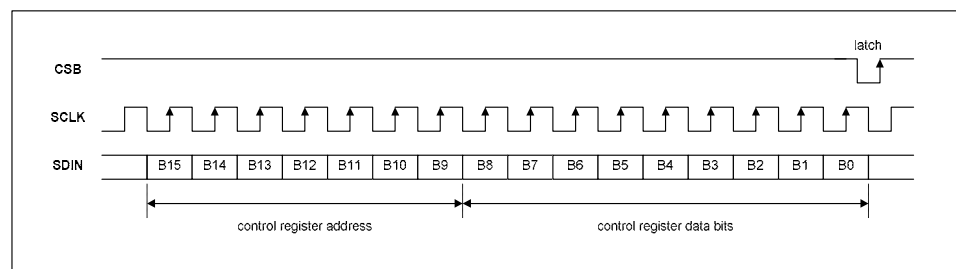 latch
CSB
SCLK
SDIN B15 B14 B13 B12 B11 B10 B9 B8 B7 B6 B5 B4 B3 B2 B1 B0
control register address control register data bits